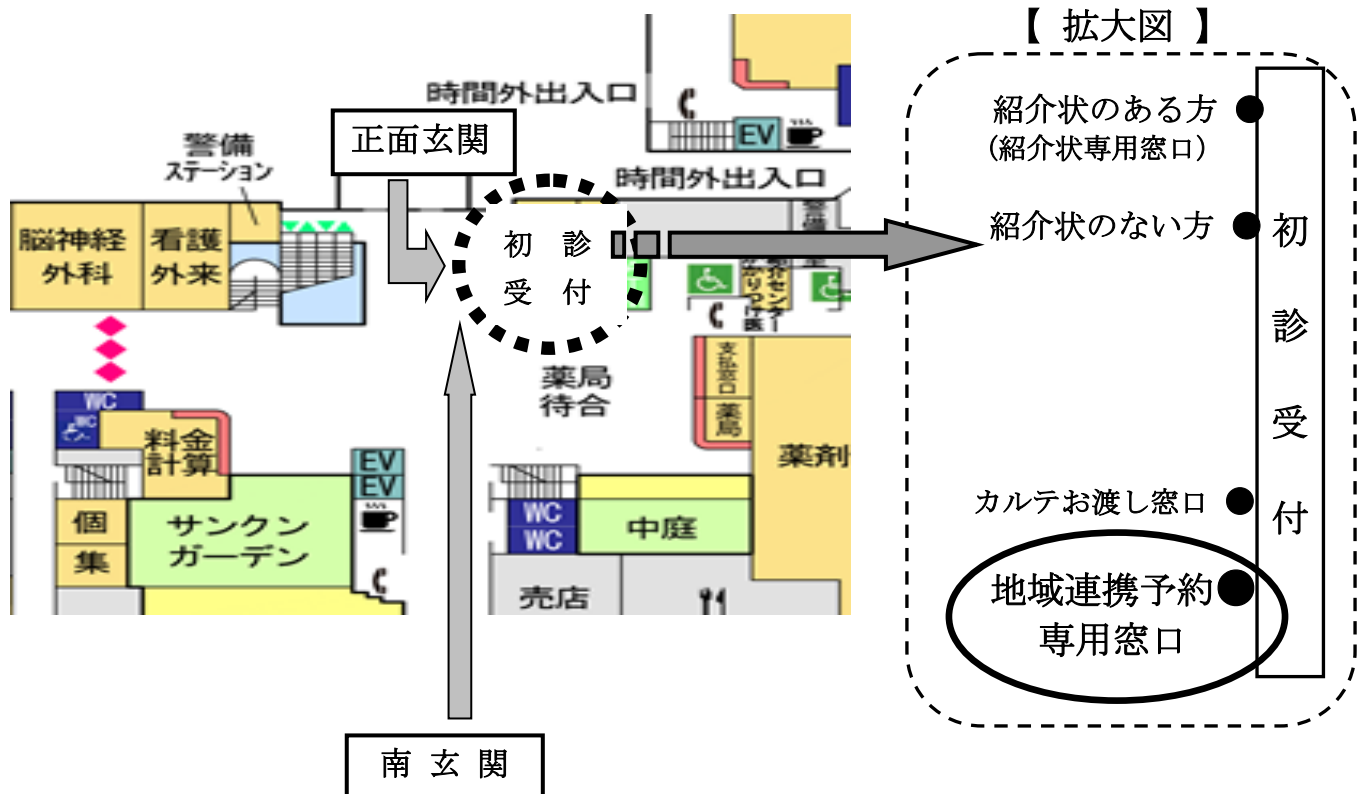 【 拡大図 】
時間外出入口
正面玄関
警備
ステーション
時間外出入口
脳神経
外科
看護
外来
初 診
受 付
薬局
待合
支払窓口
薬局
薬剤
WC
WC
料金
計算
EV
EV
EV
個
集
サンクン
ガーデン
WC
WC
中庭
売店
南 玄 関
紹介状のある方
(紹介状専用窓口)
紹介状のない方
カルテお渡し窓口
地域連携予約
専用窓口
初診受付